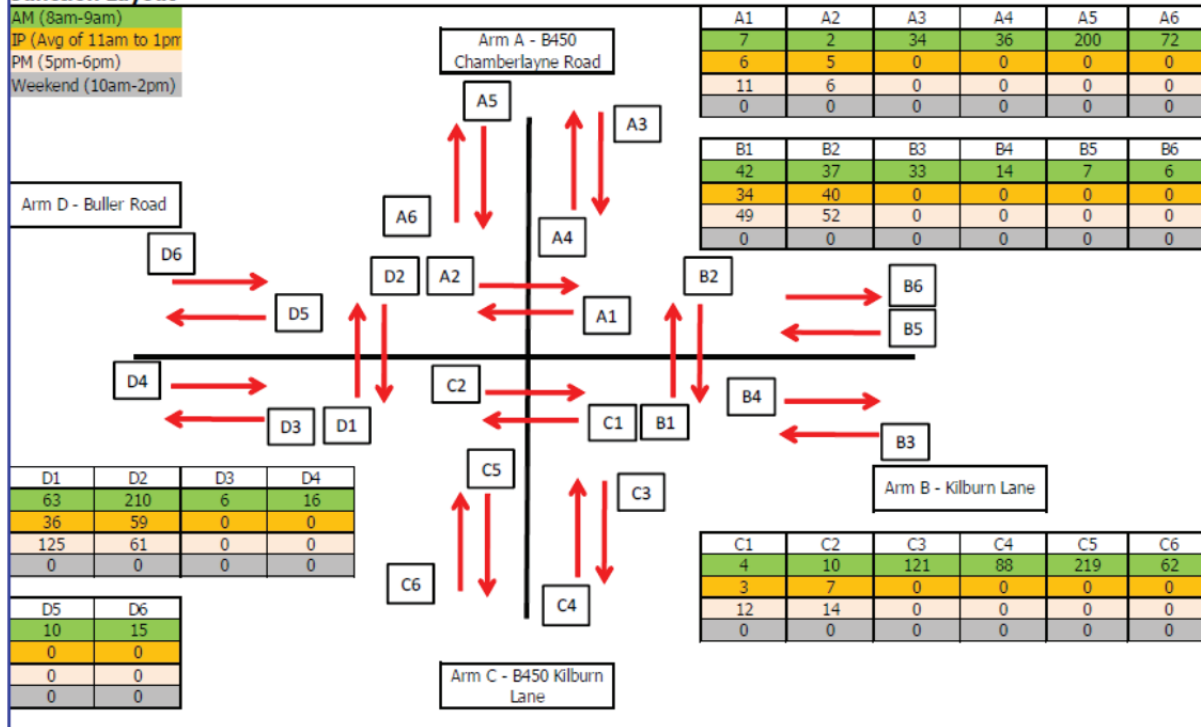 AM (8am-9am)
IP (Avg of 11am to 1pm
PM (5pm-6pm)
Weekend (10am-2pm)
Arm A - B450
Chamberlayne Road
A1 A2 A3 A4 A5 A6
7 2 34 36 200 72
6 5 0 0 0 0
11 6 0 0 0 0
0 0 0 0 0 0
B1 B2 B3 B4 B5 B6
42 37 33 14 7 6
34 40 0 0 0 0
49 52 0 0 0 0
0 0 0 0 0 0
A5
A3
Arm D - Buller Road
A6
A4
D6
D2 A2
B2
B6
D5
A1
B5
D4
C2
B4
D3 D1
C1 B1
B3
C5
C3
Arm B - Kilburn Lane
D1 D2 D3 D4
63 210 6 16
36 59 0 0
125 61 0 0
0 0 0 0
C6
C4
C1 C2 C3 C4 C5 C6
4 10 121 88 219 62
3 7 0 0 0 0
12 14 0 0 0 0
0 0 0 0 0 0
D5 D6
10 15
0 0
0 0
0 0
Arm C - B450 Kilburn
Lane